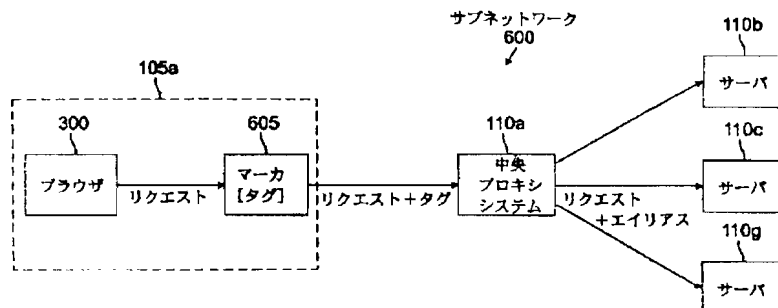 サブネットワーク
600
105a
300
ブラウザ
リクエスト
605
マーカ
[タグ]
リクエスト+タグ
110a
中央
プロキシ
システム
リクエスト
+エイリアス
110b
サーバ
110c
サーバ
110g
サーバ